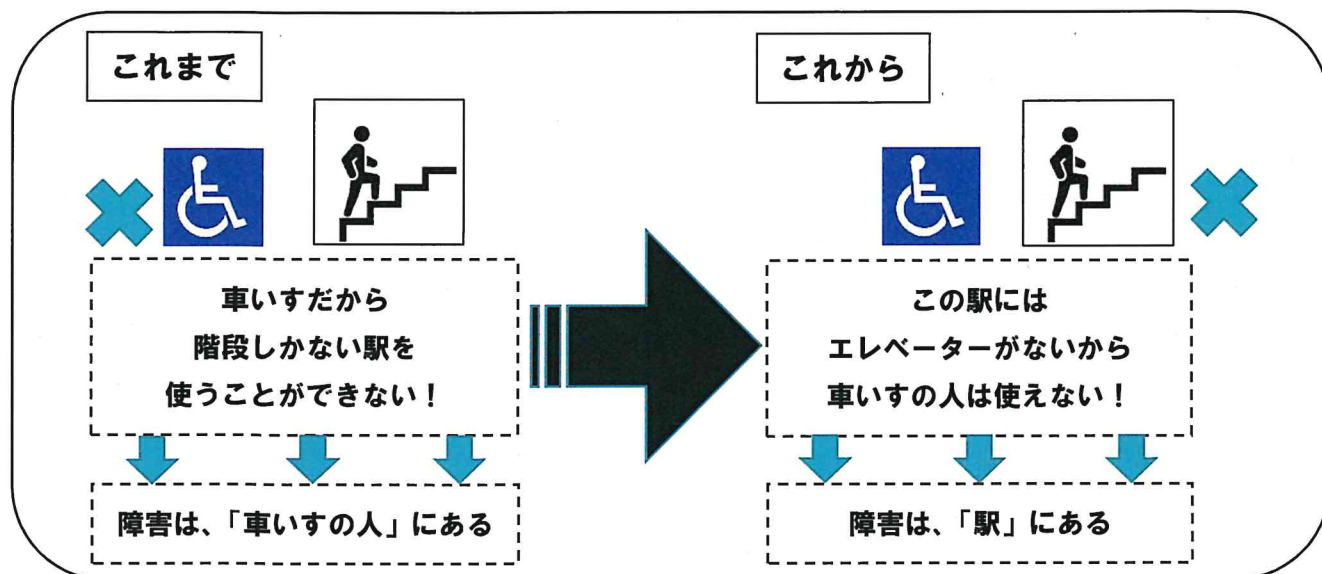 これまで
車いすだから
階段しかない駅を
使うことができない！
障害は、「車いすの人」にある
これから
この駅には
エレベーターがないから
車いすの人は使えない！
障害は、「駅」にある